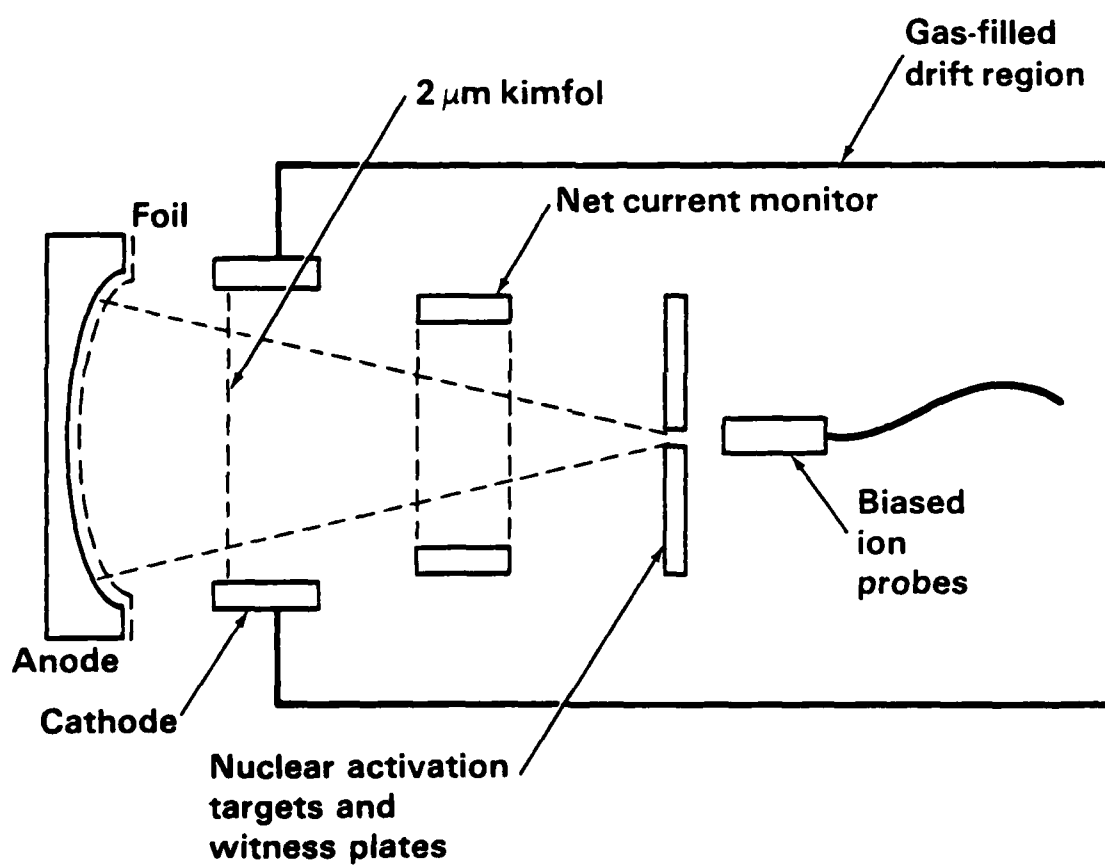 Gas-filled
drift region
2 μm kimfol
Net current monitor
Foil
Biased
ion
probes
Anode
Cathode
Nuclear activation
targets and
witness plates